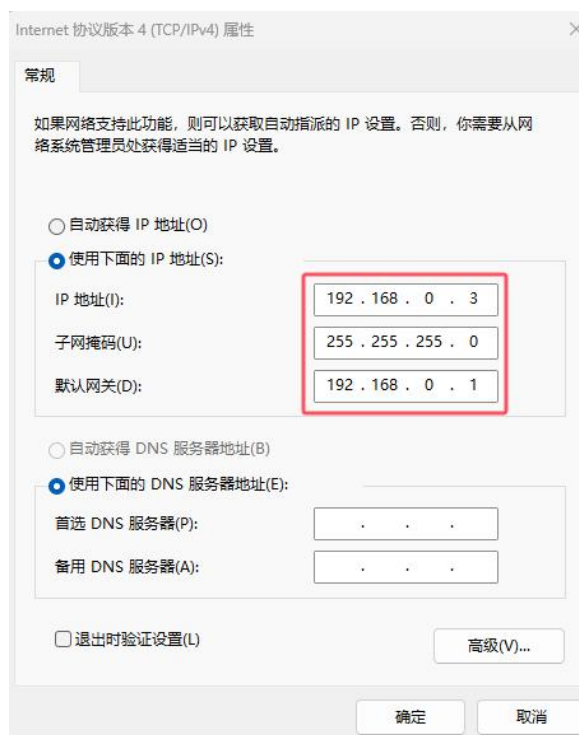 Internet 协议版本 4 (TCP/IPv4) 属性
常规
如果网络支持此功能，则可以获取自动指派的 IP 设置。否则，你需要从网
络系统管理员处获得适当的 IP 设置。
自动获得 IP 地址(O)
使用下面的 IP 地址(S):
IP 地址(I): 192 . 168 . 0 . 3
子网掩码(U): 255 . 255 . 255 . 0
默认网关(D): 192 . 168 . 0 . 1
自动获得 DNS 服务器地址(B)
使用下面的 DNS 服务器地址(E):
首选 DNS 服务器(P): . . .
备用 DNS 服务器(A): . . .
退出时验证设置(L)
高级(V)...
确定 取消